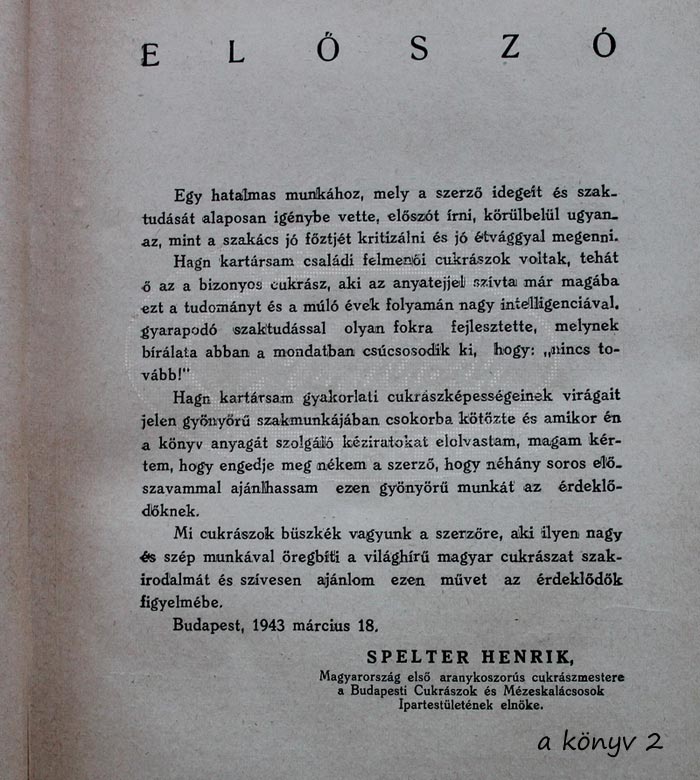 ELŐSZÓ
Egy hatalmas munkához, mely a szerző idegeit és szak-
tudását alaposan igénybe vette, előszót írni, körülbelül ugyan-
az, mint a szakács jó főztjét kritizálni és jó étvággyal megenni.
Hagn kartársam családi felmenői cukrászok voltak, tehát
ő az a bizonyos cukrász, aki az anyatejjel szívta már magába
ezt a tudományt és a múló évek folyamán nagy intelligenciával,
gyarapodó szaktudással olyan fokra fejlesztette, melynek
bírálata abban a mondatban csúcsosodik ki, hogy: „nincs to-
vább!"
Hagn kartársam gyakorlati cukrászképességeinek virágait
jelen gyönyörű szakmunkájában csokorba kötözte és amikor én
a könyv anyagát szolgáló kéziratokat elolvastam, magam kér-
tem, hogy engedje meg nékem a szerző, hogy néhány soros elő-
szavammal ajánlhassam ezen gyönyörű munkát az érdeklő-
dőknek.
Mi cukrászok büszkék vagyunk a szerzőre, aki ilyen nagy
és szép munkával öregbíti a világhírű magyar cukrászat szak-
irodalmát és szívesen ajánlom ezen művet az érdeklődők
figyelmébe.
Budapest, 1943 március 18.
SPELTER HENRIK,
Magyarország első aranykoszorús cukrászmestere
a Budapesti Cukrászok és Mézeskalácsosok
Ipartestületének elnöke.
a könyv 2